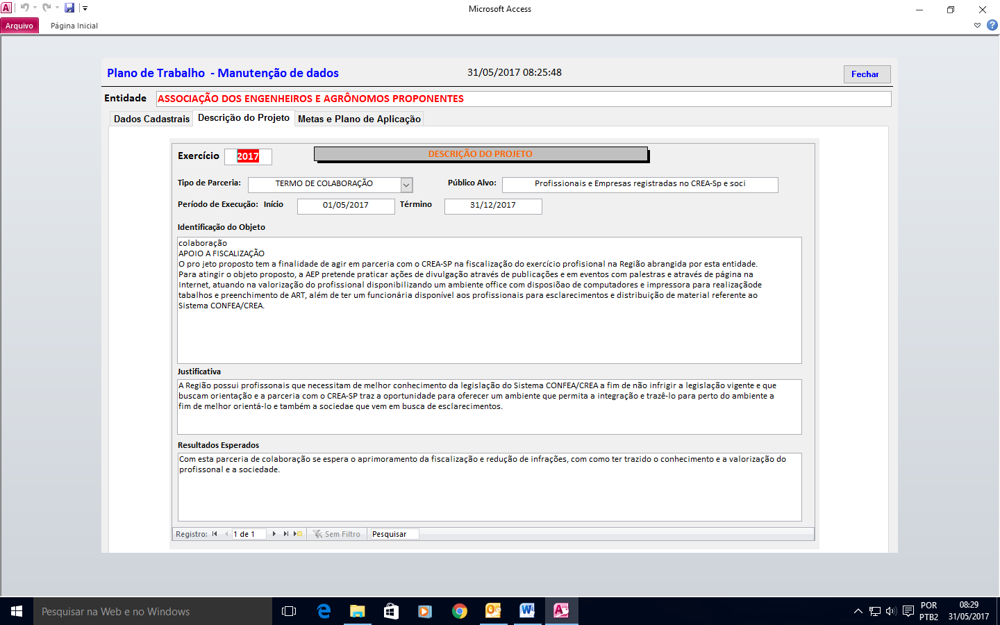 Microsoft Access
Arquivo
Página Inicial
Plano de Trabalho - Manutenção de dados
31/05/2017 08:25:48
Fechar
Entidade
ASSOCIAÇÃO DOS ENGENHEIROS E AGRÔNOMOS PROPONENTES
Dados Cadastrais
Descrição do Projeto
Metas e Plano de Aplicação
Exercício
2017
DESCRIÇÃO DO PROJETO
Tipo de Parceria:
TERMO DE COLABORAÇÃO
Público Alvo:
Profissionais e Empresas registradas no CREA-Sp e soci
Período de Execução: Início
01/05/2017
Término
31/12/2017
Identificação do Objeto
colaboração
APOIO A FISCALIZAÇÃO
O pro jeto proposto tem a finalidade de agir em parceria com o CREA-SP na fiscalização do exercício profisional na Região abrangida por esta entidade.
Para atingir o objeto proposto, a AEP pretende praticar ações de divulgação através de publicações e em eventos com palestras e através de página na
Internet, atuando na valorização do profissional disponibilizando um ambiente office com disposiõao de computadores e impressora para realizaçãode
tabalhos e preenchimento de ART, além de ter um funcionária disponível aos profissionais para esclarecimentos e distribuição de material referente ao
Sistema CONFEA/CREA.
Justificativa
A Região possui profissonais que necessitam de melhor conhecimento da legislação do Sistema CONFEA/CREA a fim de não infrigir a legislação vigente e que
buscam orientação e a parceria com o CREA-SP traz a oportunidade para oferecer um ambiente que permita a integração e trazê-lo para perto do ambiente a
fim de melhor orientá-lo e também a sociedae que vem em busca de esclarecimentos.
Resultados Esperados
Com esta parceria de colaboração se espera o aprimoramento da fiscalização e redução de infrações, com como ter trazido o conhecimento e a valorização do
profissonal e a sociedade.
Registro:
1 de 1
Sem Filtro
Pesquisar
Pesquisar na Web e no Windows
POR
PTB2
08:29
31/05/2017